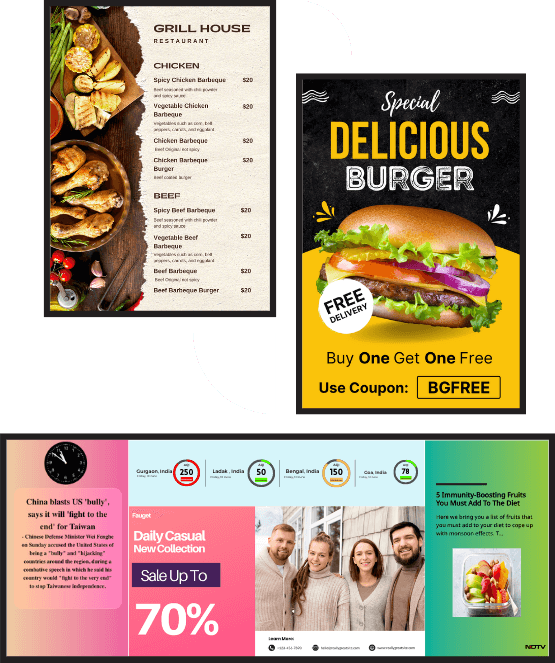 GRILL HOUSE
RESTAURANT
CHICKEN
Spicy Chicken Barbeque $20
Beef seasoned with chili powder
and spicy sauce
Vegetable Chicken $20
Barbeque
Vegetables such as corn, bell
peppers, carrots, and eggplant
Chicken Barbeque $20
Beef Original not spicy
Chicken Barbeque $20
Burger
Beef coated burger
BEEF
Spicy Beef Barbeque $20
Beef seasoned with chili powder
and spicy sauce
Vegetable Beef $20
Barbeque
Vegetables such as corn, bell
peppers, carrots, and eggplant
Beef Barbeque $20
Beef Original not spicy
Beef Barbeque Burger $20
Special
DELICIOUS
BURGER
FREE
DELIVERY
Buy One Get One Free
Use Coupon: BGFREE
China blasts US 'bully',
says it will 'fight to the
end' for Taiwan
- Chinese Defense Minister Wei Fenghe
on Sunday accused the United States of
being a "bully" and "hijacking"
countries around the region, during a
combative speech in which he said his
country would "fight to the very end"
to stop Taiwanese independence.
Gurgaon, India 250
Ladak , India 50
Bengal, India 150
Goa, India 78
Fauget
Daily Casual
New Collection
Sale Up To
70%
Learn More:
5 Immunity-Boosting Fruits
You Must Add To The Diet
Here we bring you a list of fruits that
you must add to your diet to cope up
with monsoon effects. T...
NDTV